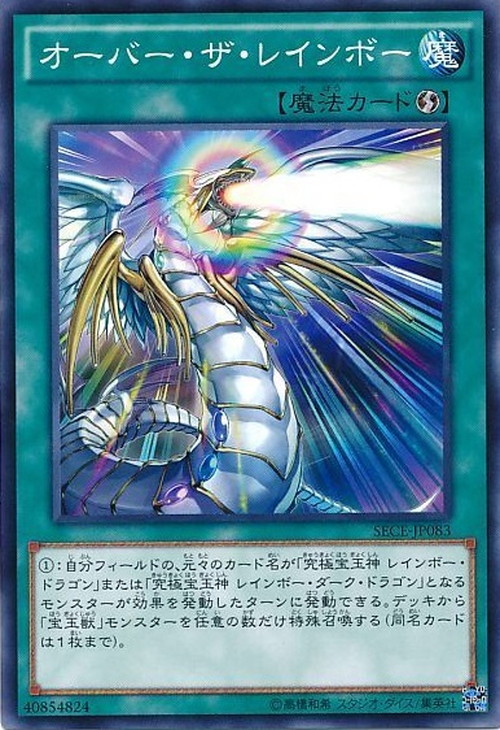 オーバー・ザ・レインボー 魔
【魔法カード】
SECE-JP083
①:自分フィールドの、元々のカード名が「究極宝玉神 レインボー・
ドラゴン」または「究極宝玉神 レインボー・ダーク・ドラゴン」となる
モンスターが効果を発動したターンに発動できる。デッキから
「宝玉獣」モンスターを任意の数だけ特殊召喚する(同名カード
は1枚まで)。
40854824
©高橋和希 スタジオ・ダイス/集英社